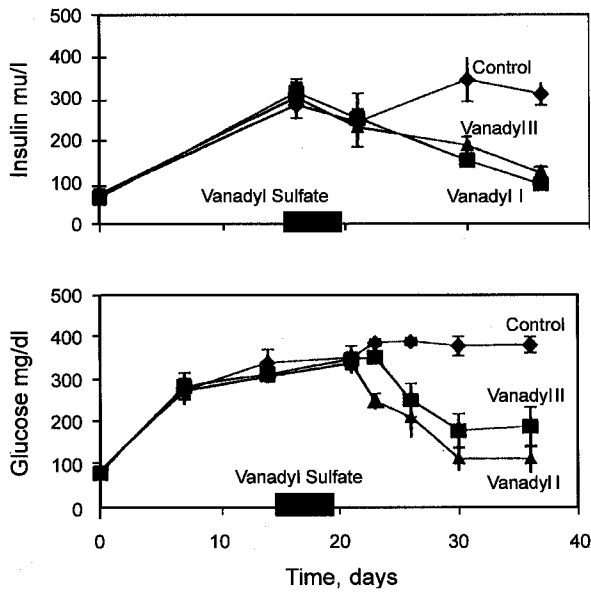 500
400
300
200
100
0
Insulin mu/l
Control
Vanadyl II
Vanadyl I
Vanadyl Sulfate
500
400
300
200
100
0
Glucose mg/dl
Control
Vanadyl II
Vanadyl I
Vanadyl Sulfate
0 10 20 30 40
Time, days